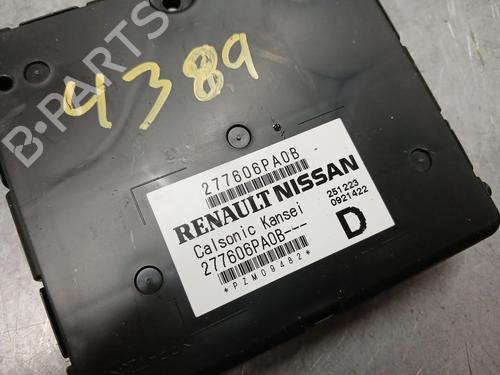 B-PARTS
4389
277606PA0B
RENAULT NISSAN
Calsonic Kansei
251223
277606PA0B---
0921422
D
*PZM09482*